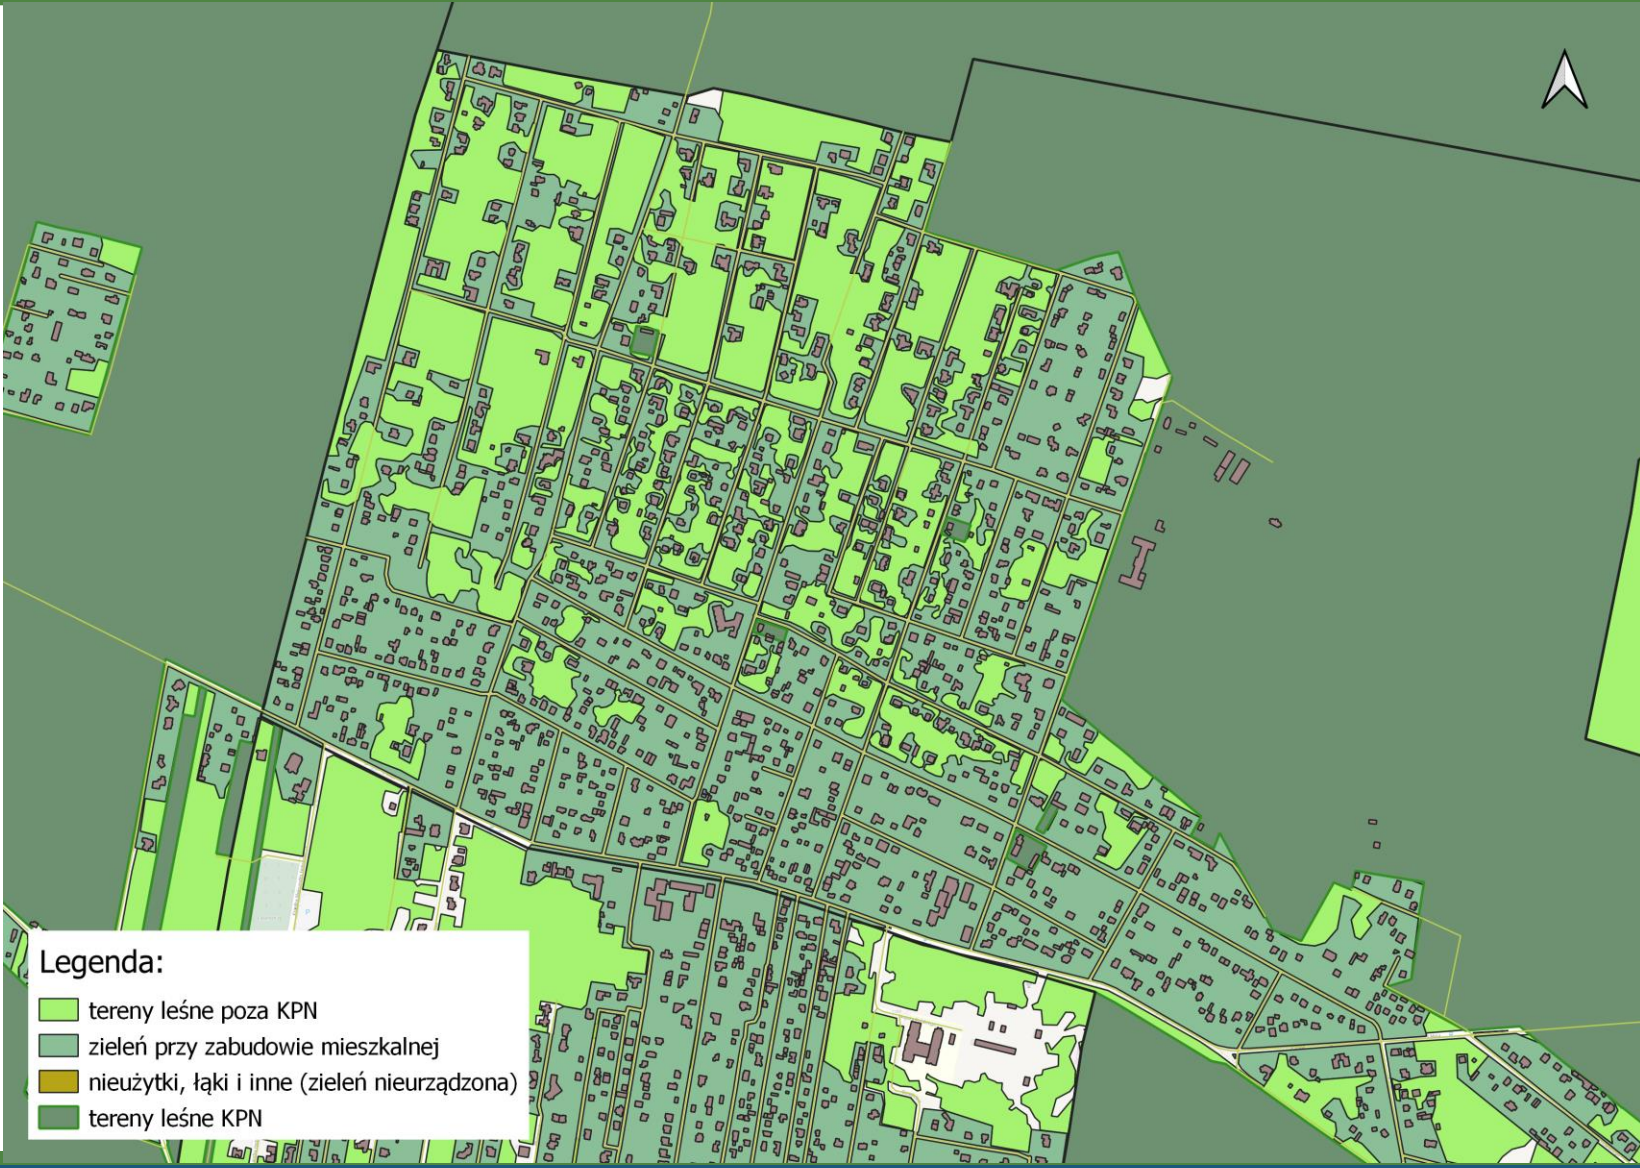 Legenda:
tereny leśne poza KPN
zieleń przy zabudowie mieszkalnej
nieużytki, łąki i inne (zieleń nieurządzona)
tereny leśne KPN